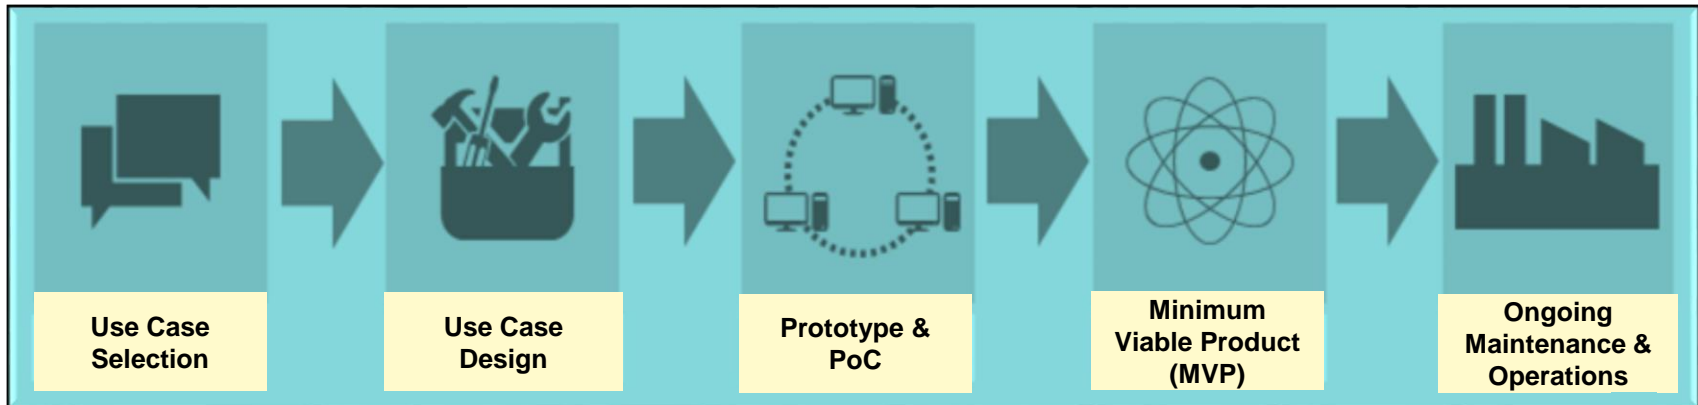 Use Case
Selection
Use Case
Design
Prototype &
PoC
Minimum
Viable Product
(MVP)
Ongoing
Maintenance &
Operations